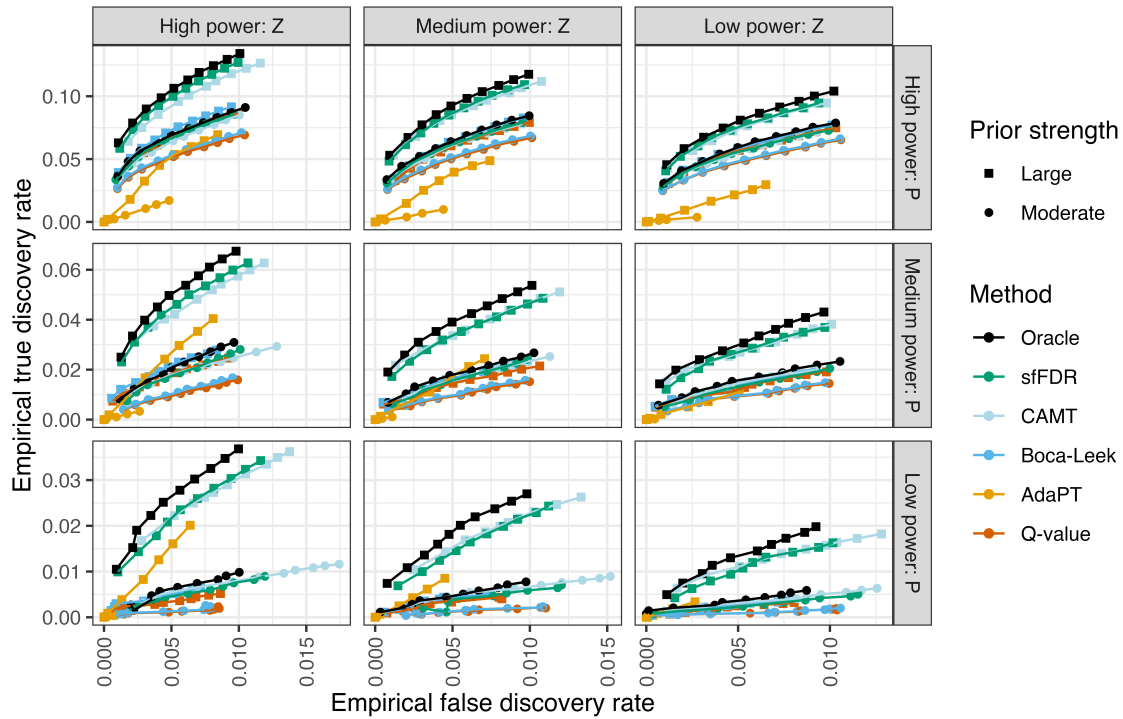 High power: Z
Medium power: Z
Low power: Z
0.10
0.05
0.00
High power: P
0.06
0.04
0.02
0.00
Medium power: P
0.03
0.02
0.01
0.00
Low power: P
0.000
0.005
0.010
0.015
0.000
0.005
0.010
0.015
0.000
0.005
0.010
Empirical false discovery rate
Empirical true discovery rate
Prior strength
Large
Moderate
Method
Oracle
sfFDR
CAMT
Boca-Leek
AdaPT
Q-value